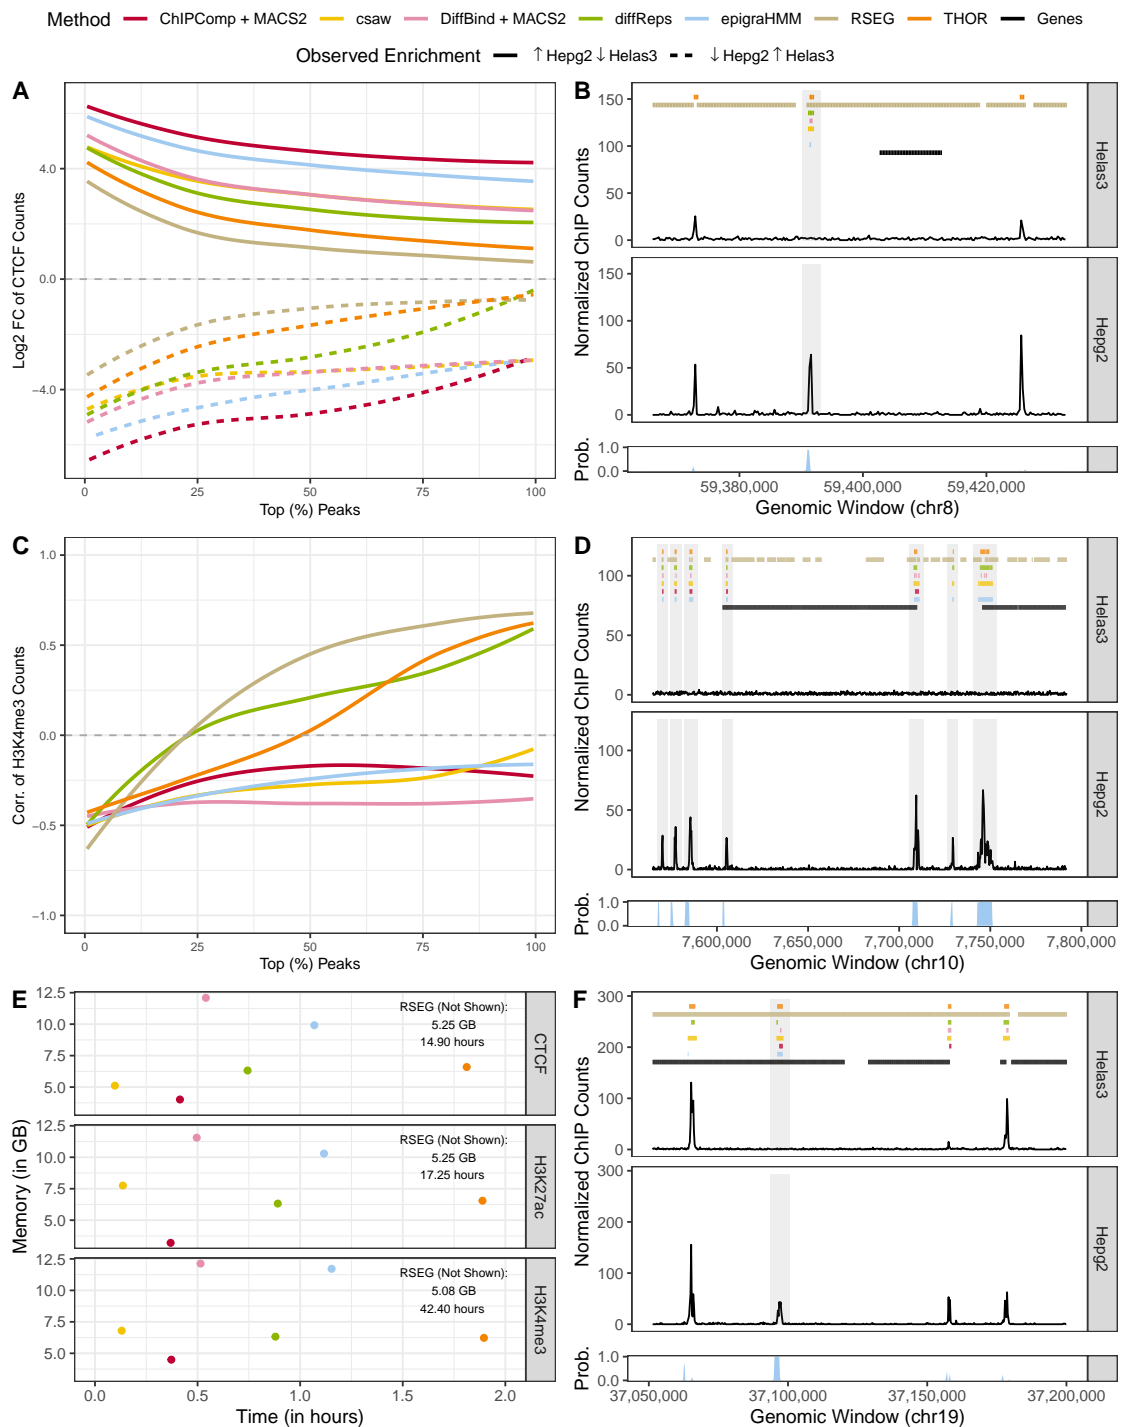 Method ChIPComp + MACS2 csaw DiffBind + MACS2 diffReps epigraHMM RSEG THOR Genes
Observed Enrichment ↑Hepg2↓Helas3 ↓Hepg2↑Helas3
A
Log2 FC of CTCF Counts
4.0
0.0
−4.0
0 25 50 75 100
Top (%) Peaks
B
Normalized ChIP Counts
150
100
50
0
Helas3
150
100
50
0
Hepg2
Prob.
1.0
0.0
59,380,000 59,400,000 59,420,000
Genomic Window (chr8)
C
Corr. of H3K4me3 Counts
1.0
0.5
0.0
−0.5
−1.0
0 25 50 75 100
Top (%) Peaks
D
Normalized ChIP Counts
100
50
0
Helas3
100
50
0
Hepg2
Prob.
1.0
0.0
7,600,000 7,650,000 7,700,000 7,750,000 7,800,000
Genomic Window (chr10)
E
Memory (in GB)
12.5
10.0
7.5
5.0
RSEG (Not Shown):
5.25 GB
14.90 hours
CTCF
12.5
10.0
7.5
5.0
RSEG (Not Shown):
5.25 GB
17.25 hours
H3K27ac
12.5
10.0
7.5
5.0
RSEG (Not Shown):
5.08 GB
42.40 hours
H3K4me3
0.0 0.5 1.0 1.5 2.0
Time (in hours)
F
Normalized ChIP Counts
300
200
100
0
Helas3
300
200
100
0
Hepg2
Prob.
1.0
0.0
37,050,000 37,100,000 37,150,000 37,200,000
Genomic Window (chr19)